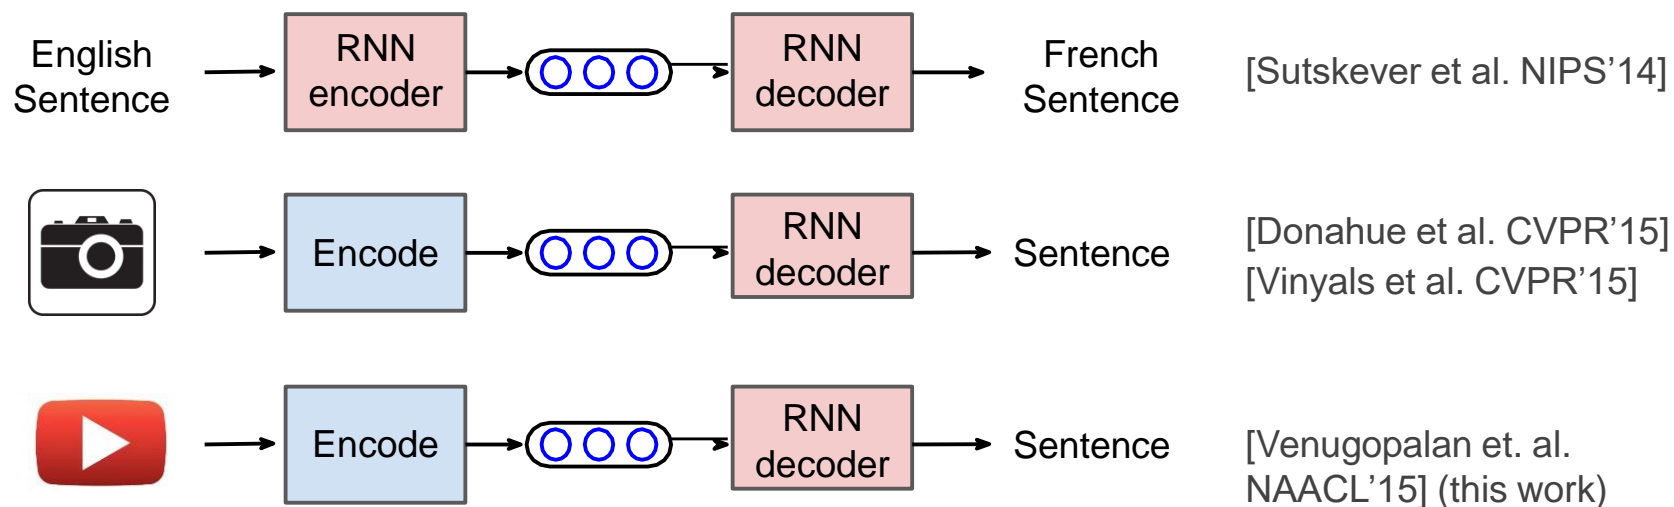 English
Sentence
RNN
encoder
RNN
decoder
French
Sentence
[Sutskever et al. NIPS’14]
Encode
RNN
decoder
Sentence
[Donahue et al. CVPR’15]
[Vinyals et al. CVPR’15]
Encode
RNN
decoder
Sentence
[Venugopalan et. al.
NAACL’15] (this work)